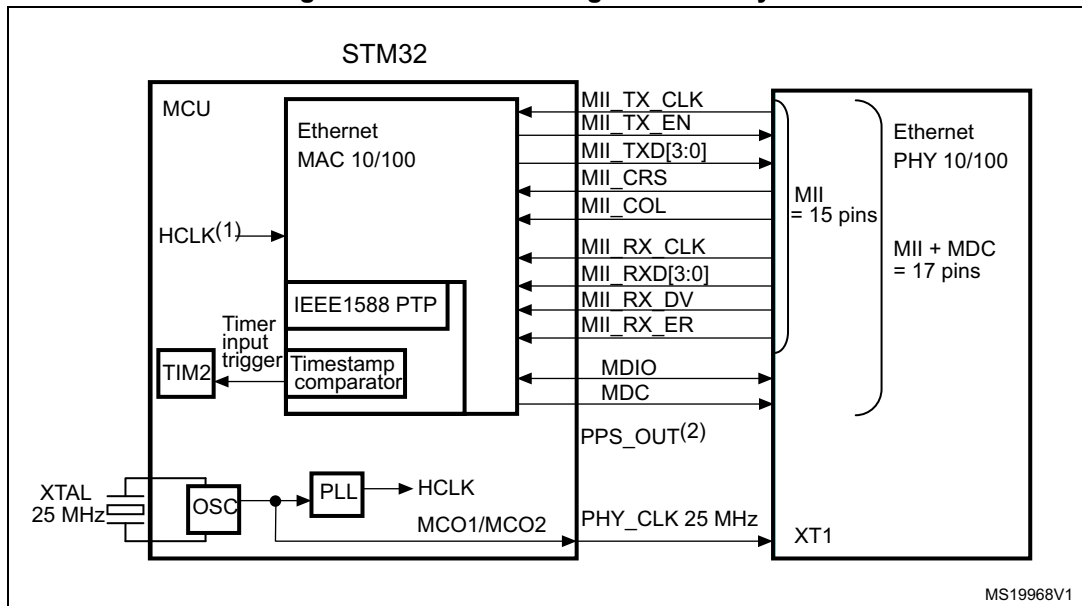 STM32
MCU
Ethernet
MAC 10/100
HCLK(1)
IEEE1588 PTP
Timer
input
trigger
TIM2
Timestamp
comparator
XTAL
25 MHz
OSC
PLL
HCLK
MCO1/MCO2
MII_TX_CLK
MII_TX_EN
MII_TXD[3:0]
MII_CRS
MII_COL
MII_RX_CLK
MII_RXD[3:0]
MII_RX_DV
MII_RX_ER
MDIO
MDC
PPS_OUT(2)
PHY_CLK 25 MHz
MII
= 15 pins
Ethernet
PHY 10/100
MII + MDC
= 17 pins
XT1
MS19968V1